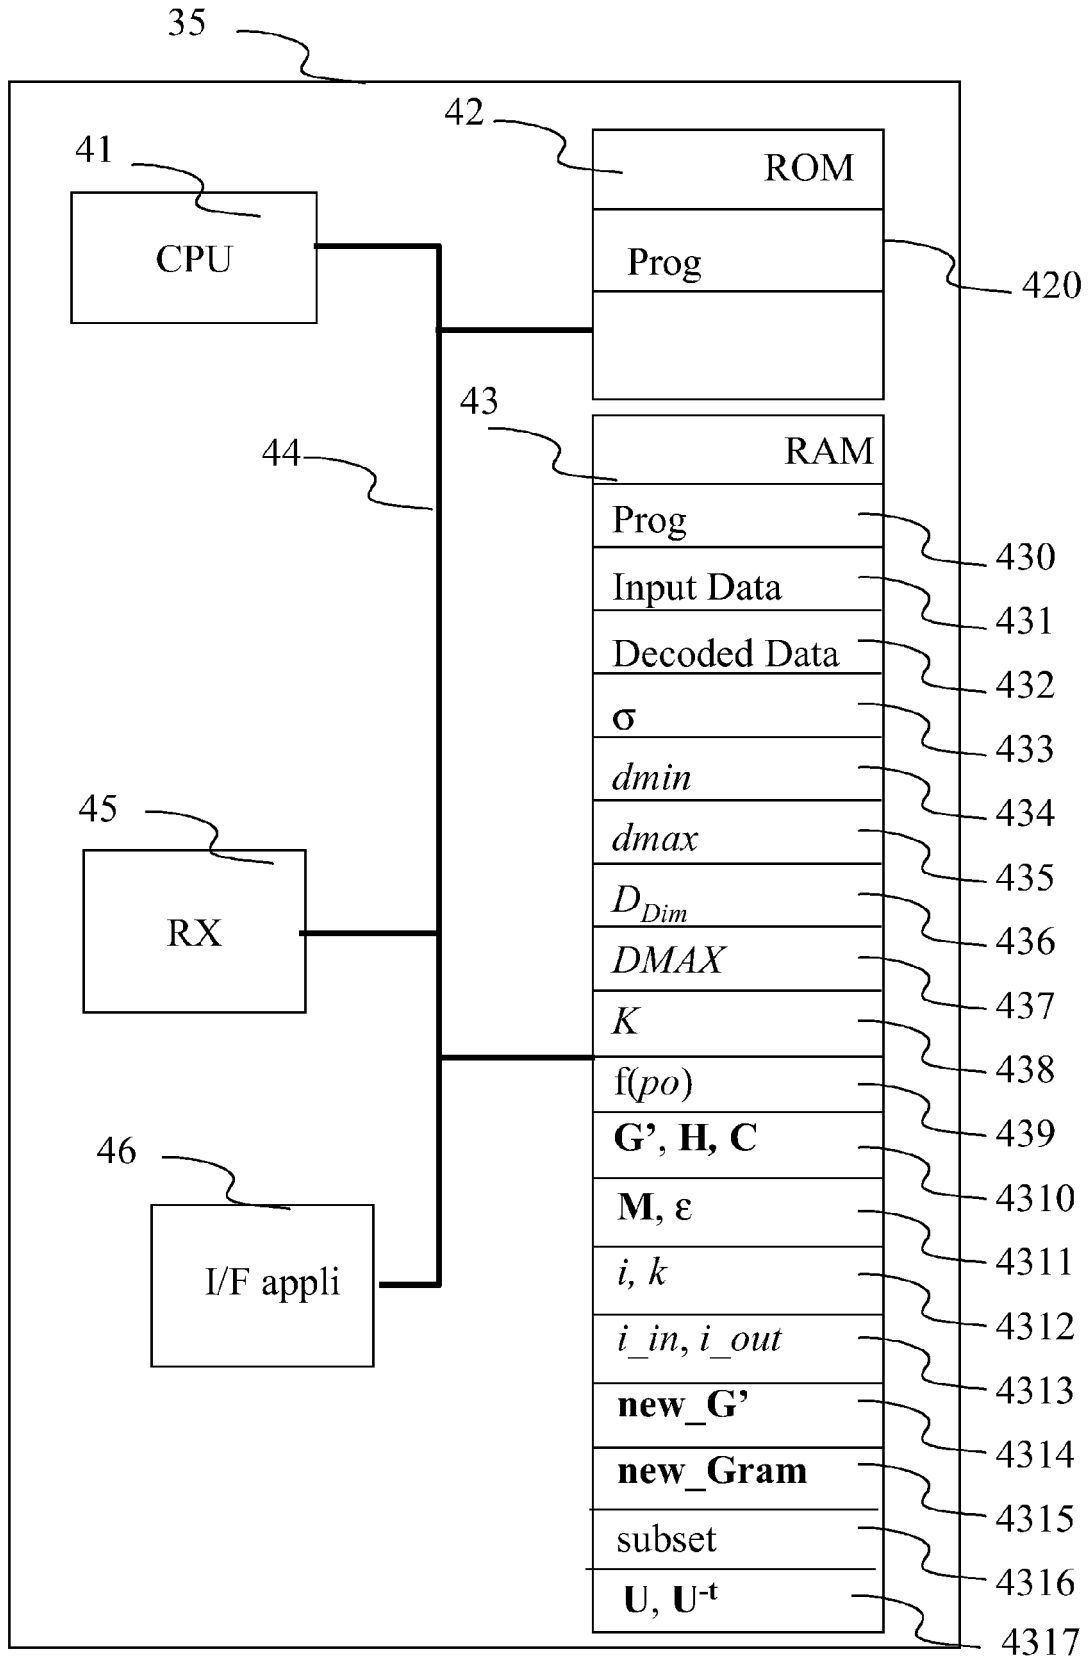 35
42
ROM
41
CPU
Prog
420
43
RAM
44
Prog
430
Input Data
431
Decoded Data
432
σ
433
dmin
434
45
dmax
435
RX
D_Dim
436
DMAX
437
K
438
f(po)
439
46
G’, H, C
4310
M, ε
4311
I/F appli
i, k
4312
i_in, i_out
4313
new_G’
4314
new_Gram
4315
subset
4316
U, U⁻ᵗ
4317